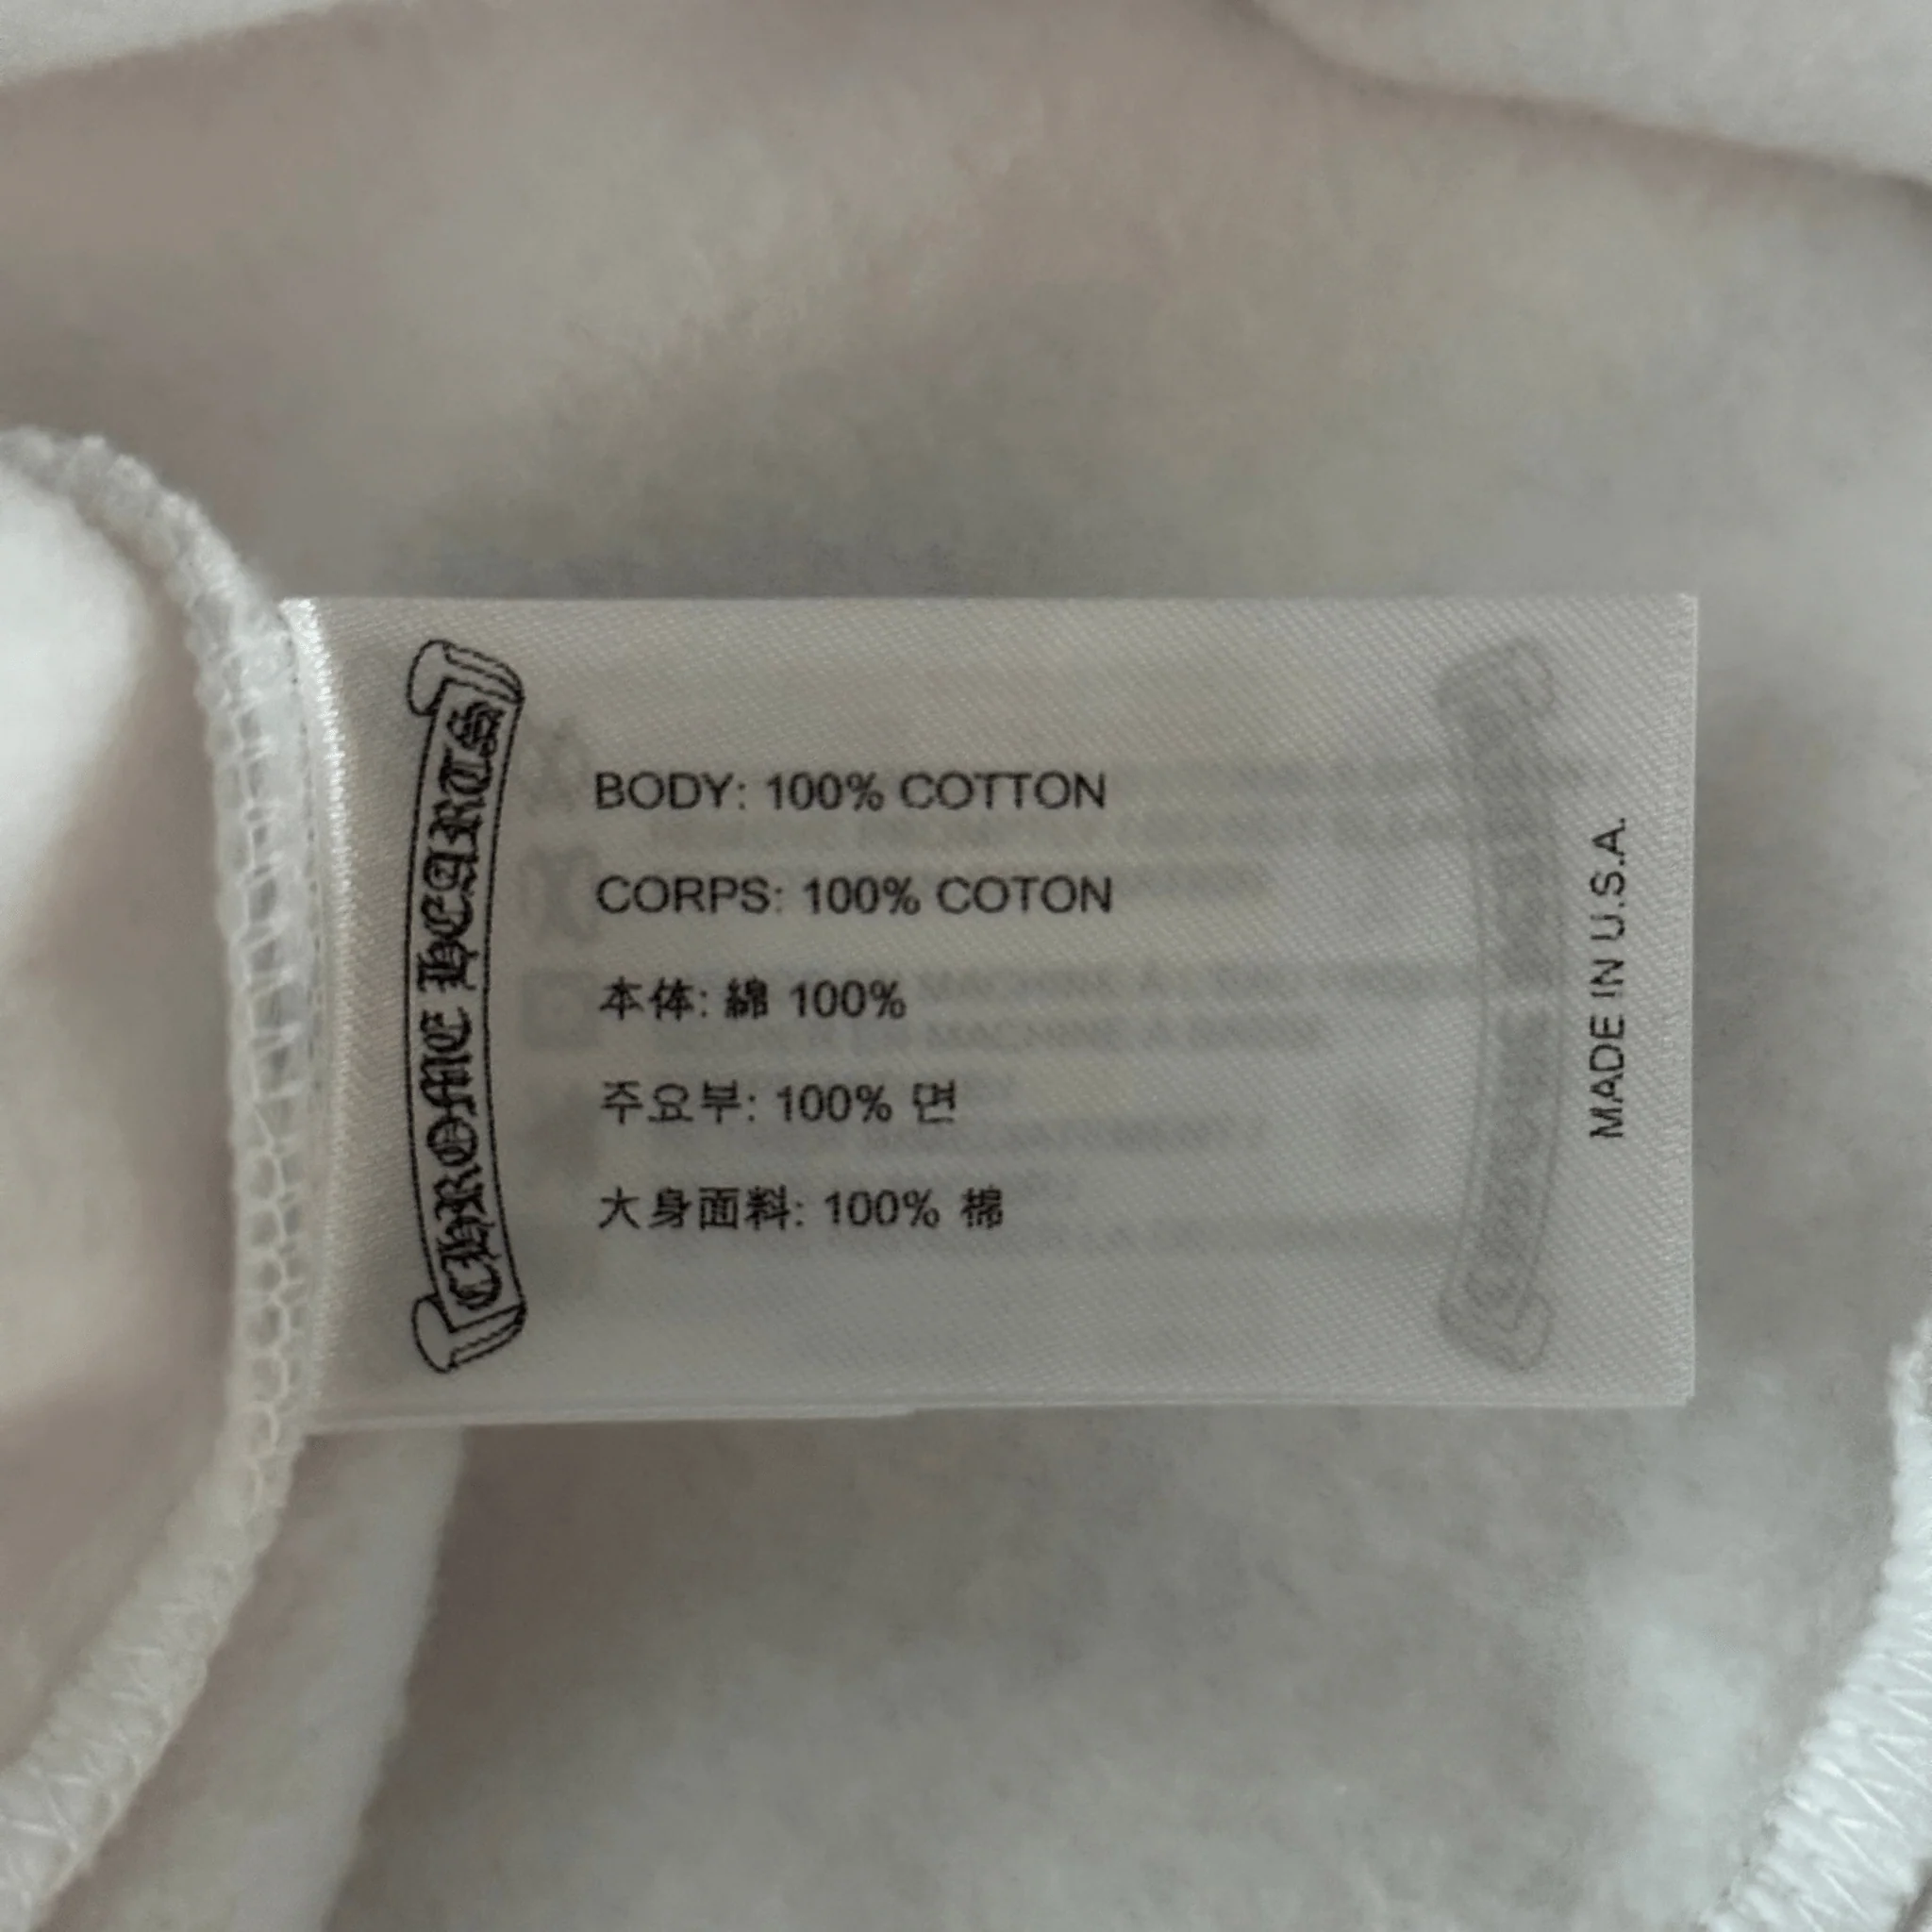 CHROME HEARTS
BODY: 100% COTTON
CORPS: 100% COTON
本体: 綿 100%
주요부: 100% 면
大身面料: 100% 棉
MADE IN U.S.A.